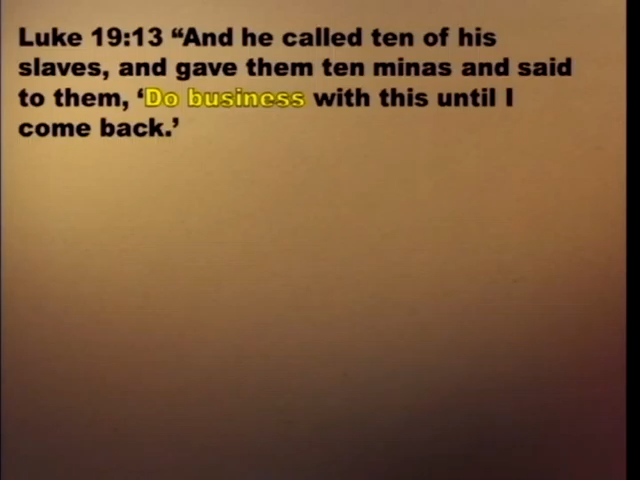 Luke 19:13 “And he called ten of his
slaves, and gave them ten minas and said
to them, ‘Do business with this until I
come back.’